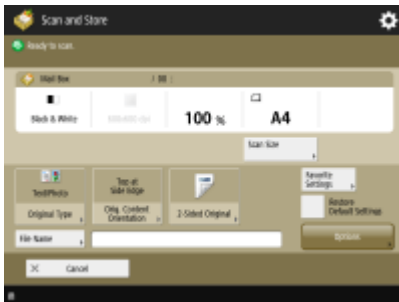 Scan and Store
Ready to scan.
Mail Box / 00 :
Black & White
100 %
A4
Scan Size
Text/Photo
Original Type
Top at
Side Edge
Orig. Content
Orientation
2-Sided Original
Favorite
Settings
Restore
Default Settings
File Name
Options
Cancel